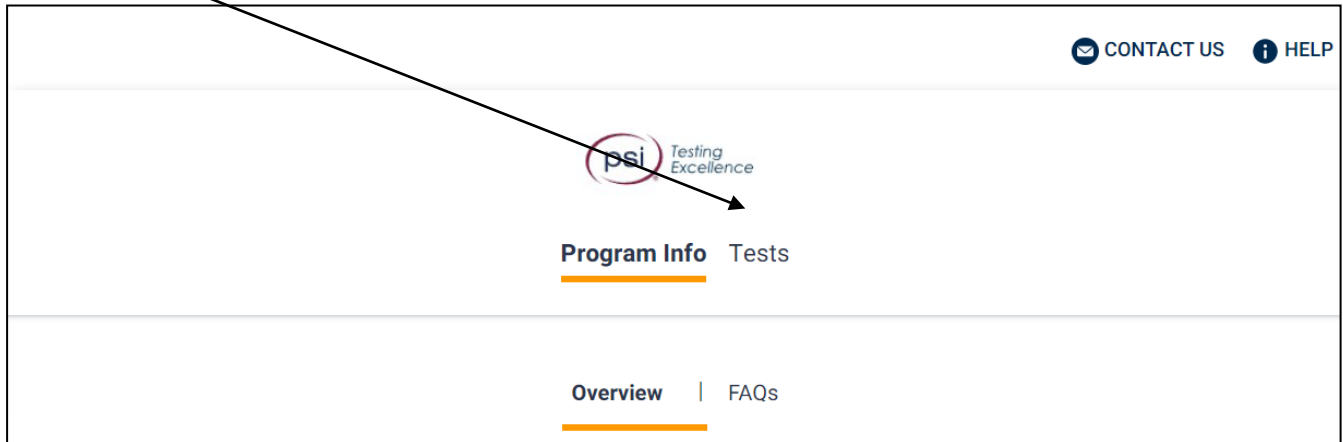 CONTACT US HELP
psi Testing
Excellence
Program Info Tests
Overview | FAQs